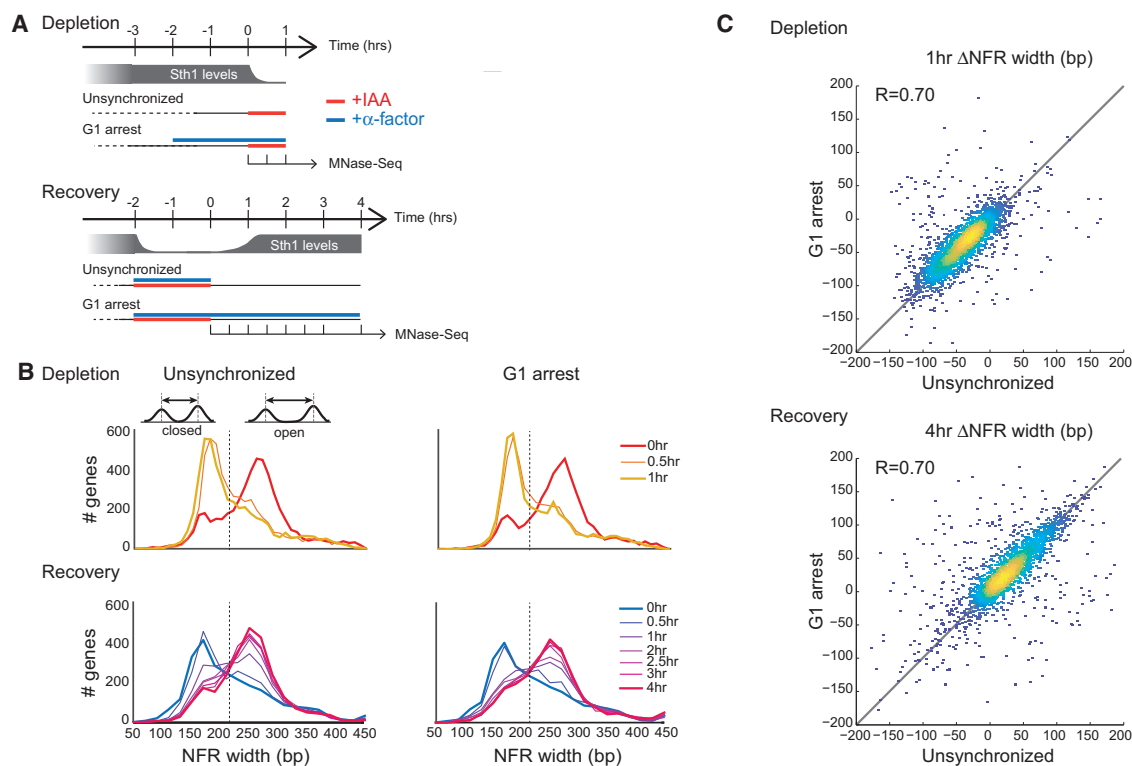 A
Depletion
-3 -2 -1 0 1
Time (hrs)
Sth1 levels
Unsynchronized
+IAA
+α-factor
G1 arrest
MNase-Seq
Recovery
-2 -1 0 1 2 3 4
Time (hrs)
Sth1 levels
Unsynchronized
G1 arrest
MNase-Seq
B
Depletion
Unsynchronized
G1 arrest
closed
open
600
400
200
0
# genes
0hr
0.5hr
1hr
Recovery
600
400
200
0
# genes
0hr
0.5hr
1hr
2hr
2.5hr
3hr
4hr
50 100 150 200 250 300 350 400 450
NFR width (bp)
50 100 150 200 250 300 350 400 450
NFR width (bp)
C
Depletion
1hr ΔNFR width (bp)
R=0.70
200
150
100
50
0
−50
−100
−150
−200
G1 arrest
−200 −150 −100 −50 0 50 100 150 200
Unsynchronized
Recovery
4hr ΔNFR width (bp)
R=0.70
200
150
100
50
0
−50
−100
−150
−200
G1 arrest
−200 −150 −100 −50 0 50 100 150 200
Unsynchronized